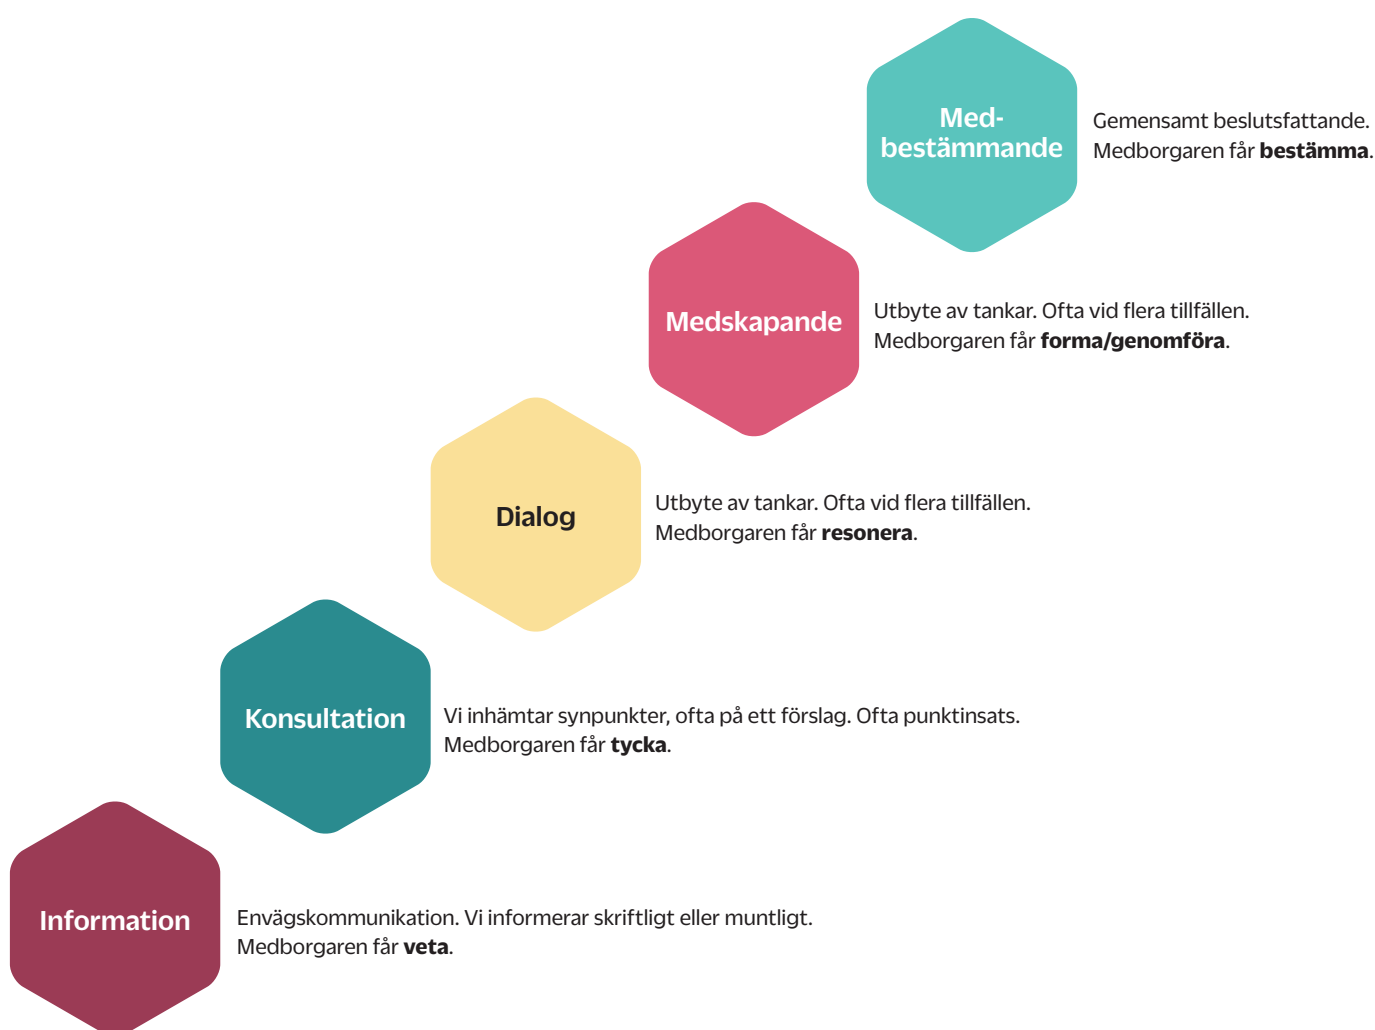 Med-
bestämmande
Gemensamt beslutsfattande.
Medborgaren får bestämma.
Medskapande
Utbyte av tankar. Ofta vid flera tillfällen.
Medborgaren får forma/genomföra.
Dialog
Utbyte av tankar. Ofta vid flera tillfällen.
Medborgaren får resonera.
Konsultation
Vi inhämtar synpunkter, ofta på ett förslag. Ofta punktinsats.
Medborgaren får tycka.
Information
Envägskommunikation. Vi informerar skriftligt eller muntligt.
Medborgaren får veta.